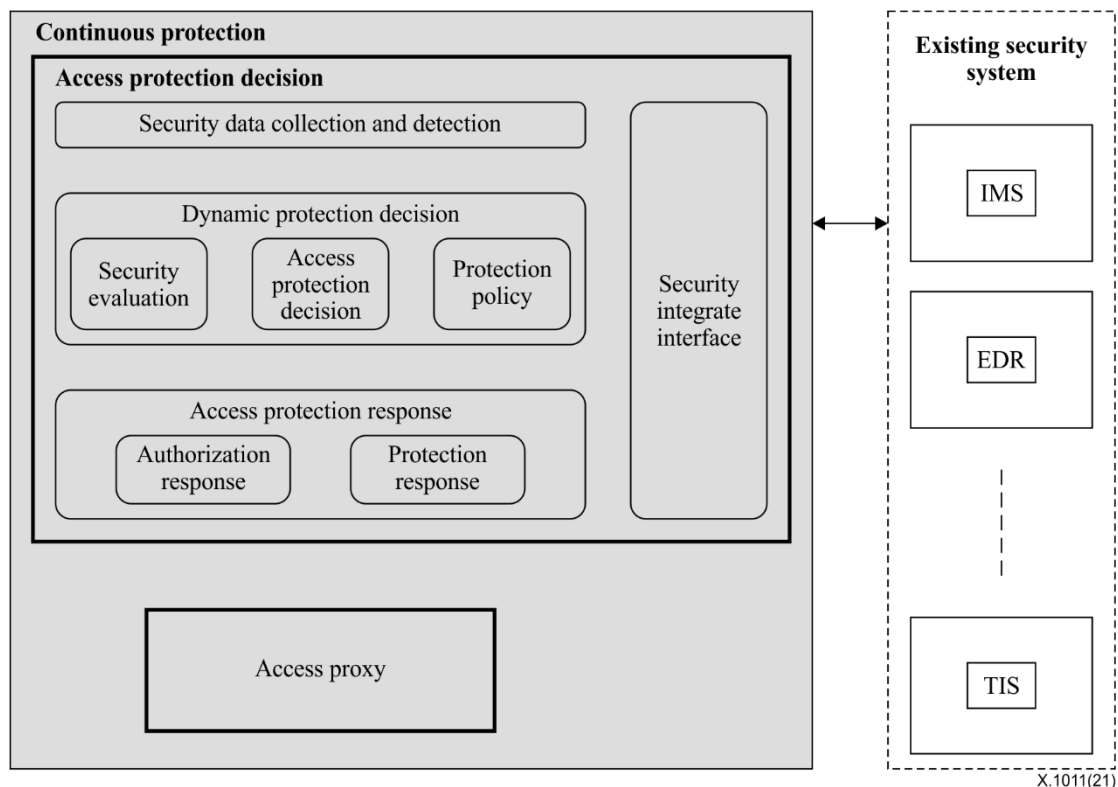 Continuous protection
Access protection decision
Security data collection and detection
Dynamic protection decision
Security
evaluation
Access
protection
decision
Protection
policy
Access protection response
Authorization
response
Protection
response
Security
integrate
interface
Access proxy
Existing security
system
IMS
EDR
TIS
X.1011(21)